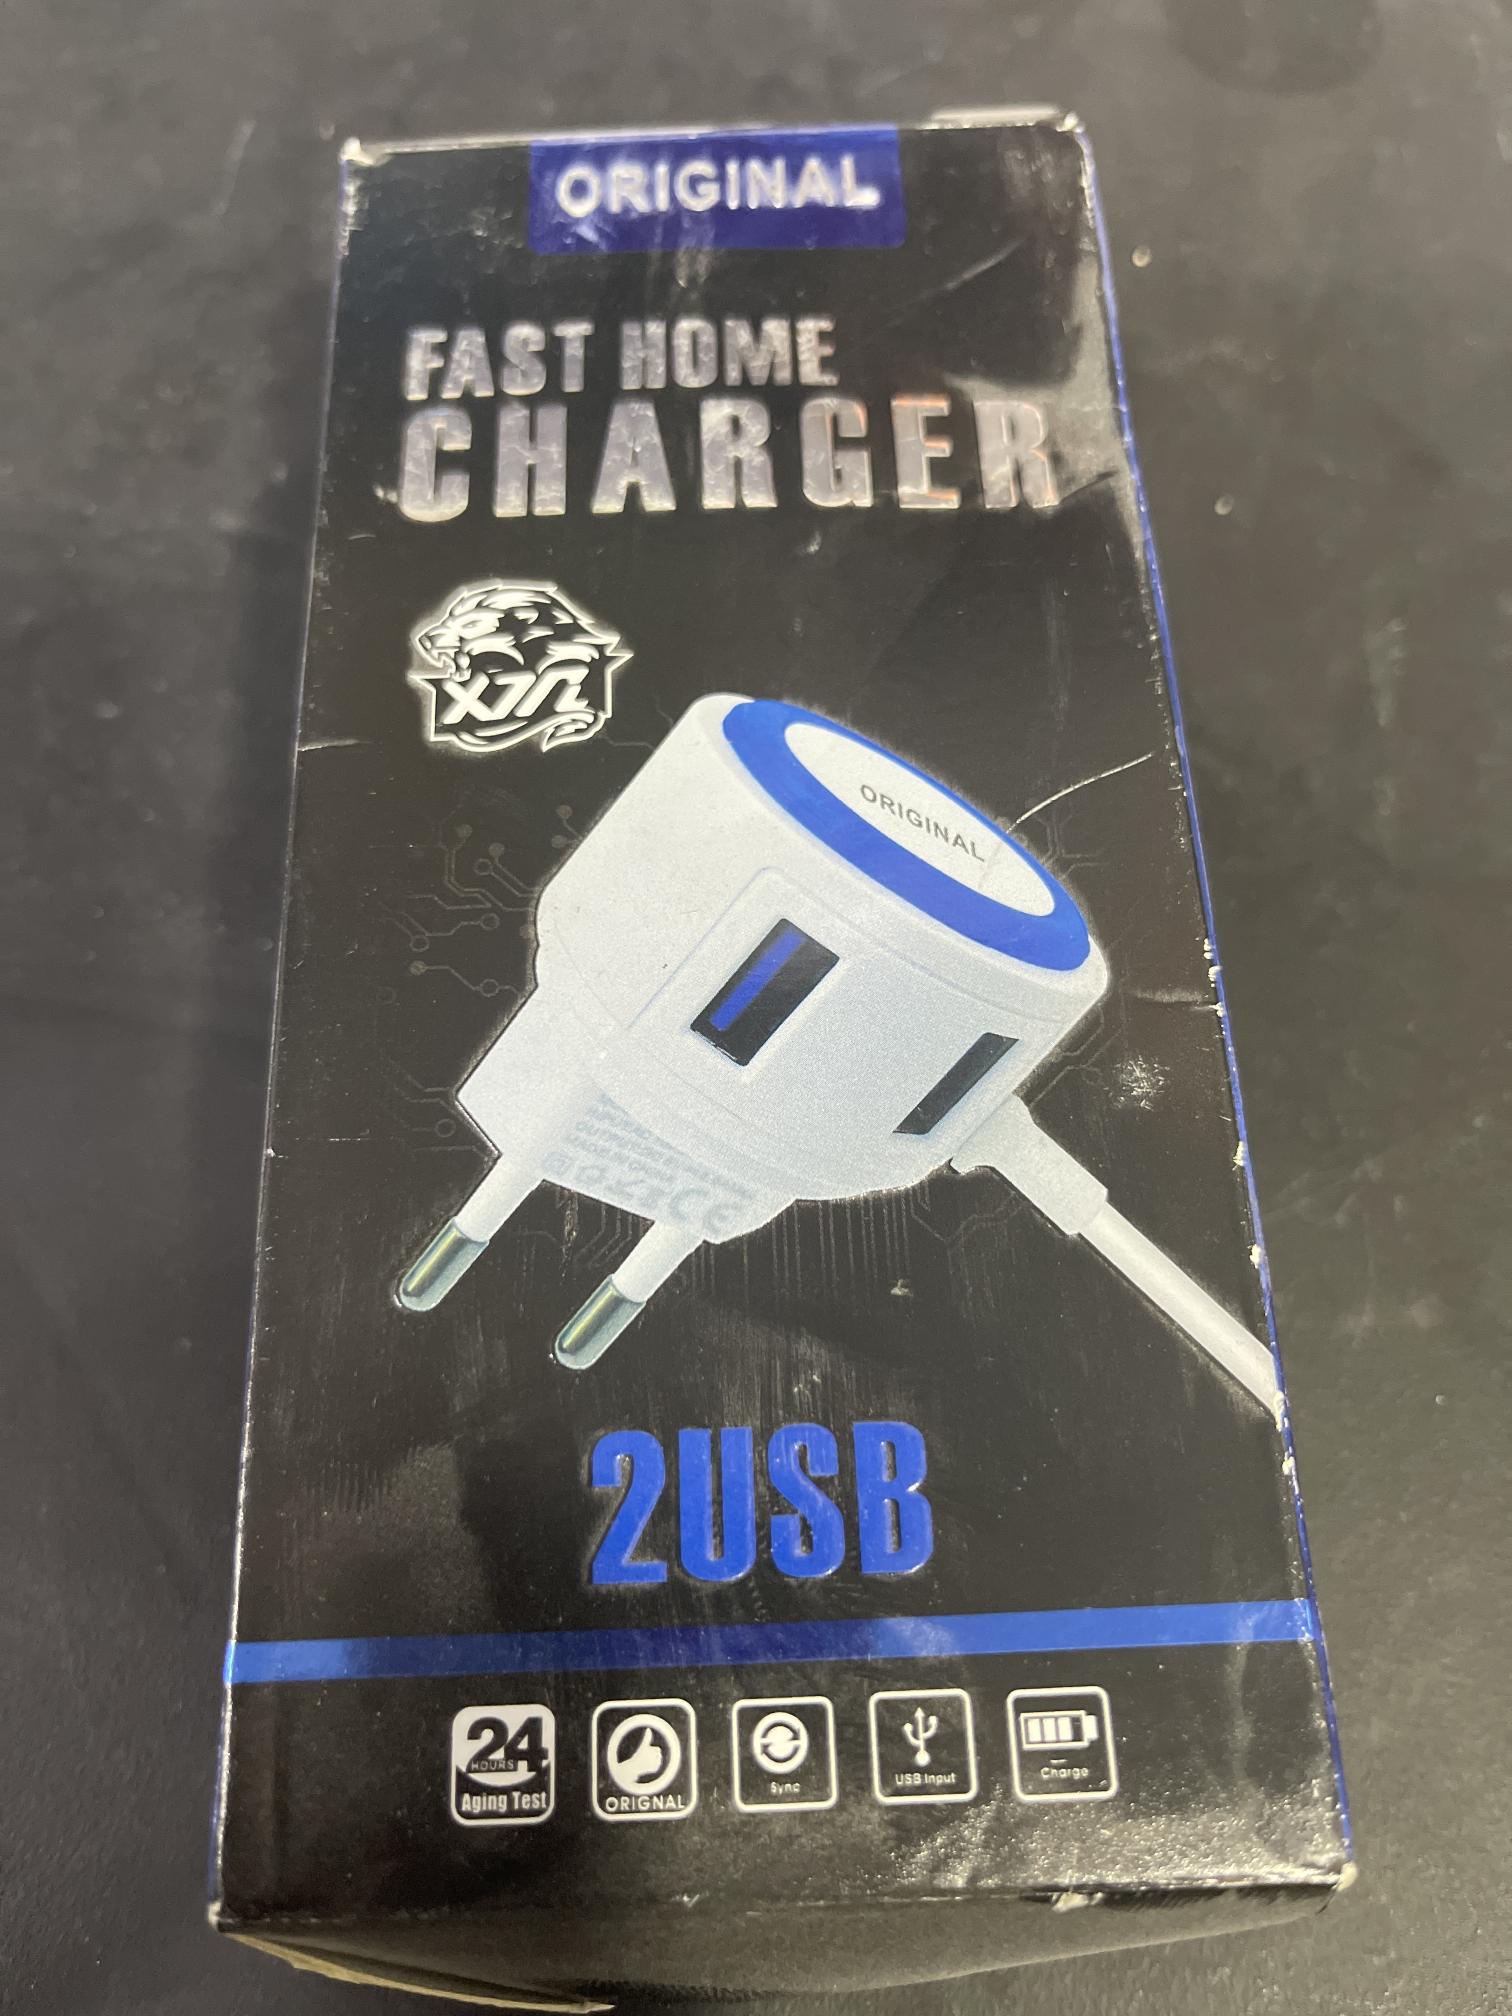 ORIGINAL
FAST HOME
CHARGER
ORIGINAL
2USB
24
HOURS
Aging Test
ORIGNAL
Sync
USB Input
Charge